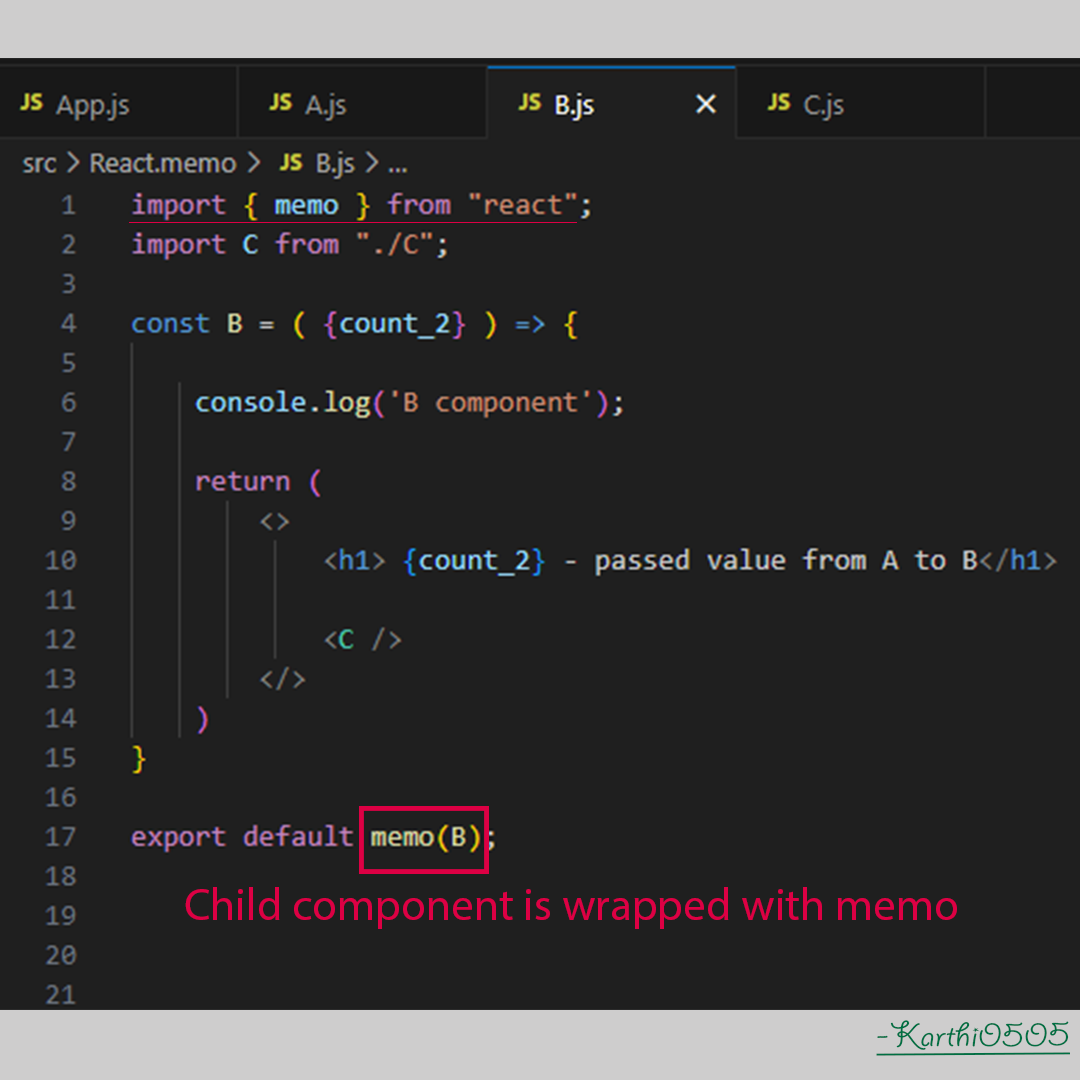 JS App.js JS A.js JS B.js × JS C.js
src > React.memo > JS B.js > ...
1 import { memo } from "react";
2 import C from "./C";
3
4 const B = ( {count_2} ) => {
5
6 console.log('B component');
7
8 return (
9 <>
10 <h1> {count_2} - passed value from A to B</h1>
11
12 <C />
13 </>
14 )
15 }
16
17 export default memo(B);
18
Child component is wrapped with memo
19
20
21
-Karthi0505